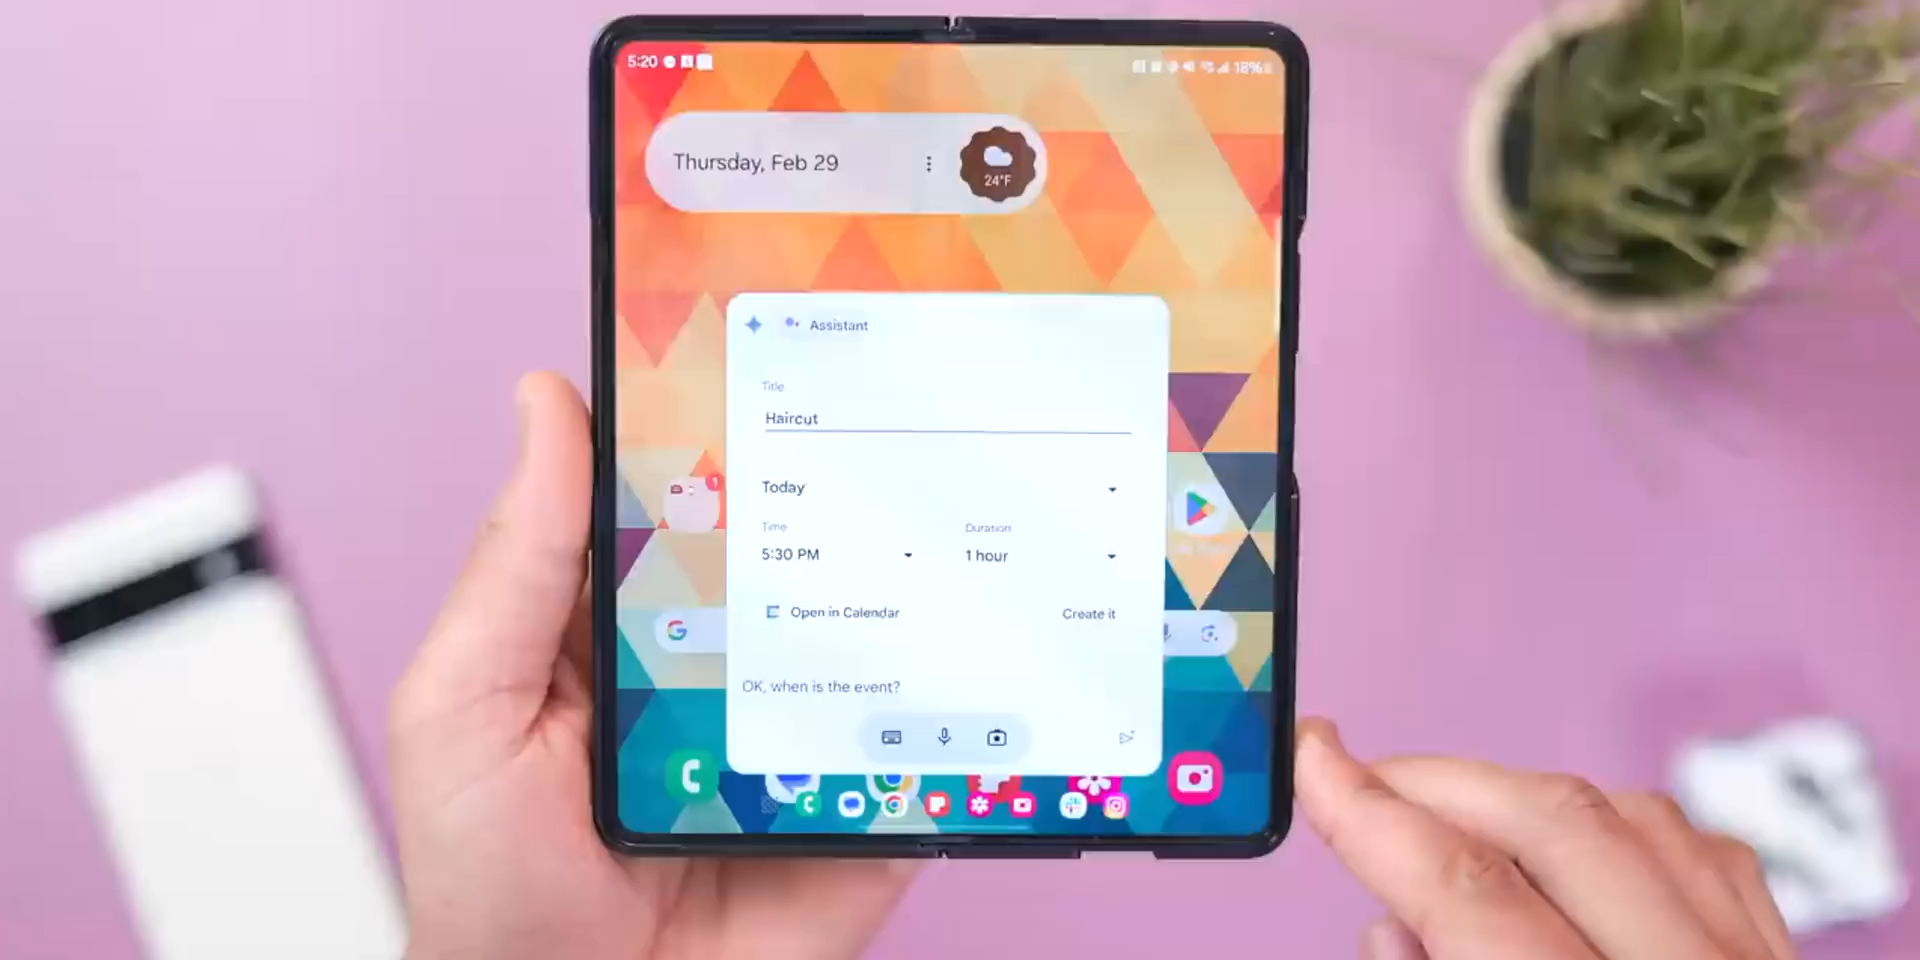 5:20
18%
Thursday, Feb 29
24°F
Assistant
Title
Haircut
1
Today
Time
Duration
5:30 PM
1 hour
Open in Calendar
Create it
OK, when is the event?